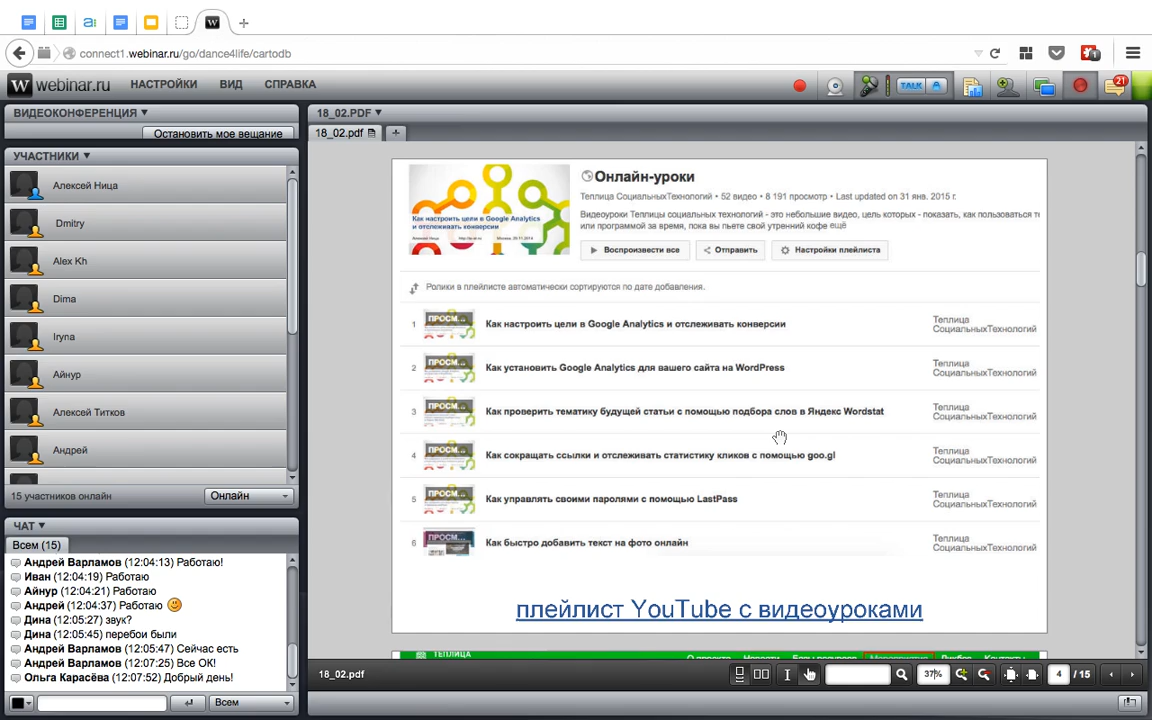 connect1.webinar.ru/go/dance4life/cartodb
1
W webinar.ru
НАСТРОЙКИ
ВИД
СПРАВКА
TALK
21
ВИДЕОКОНФЕРЕНЦИЯ
Остановить мое вещание
УЧАСТНИКИ
Алексей Ница
Dmitry
Alex Kh
Dima
Iryna
Айнур
Алексей Титков
Андрей
15 участников онлайн
Онлайн
ЧАТ
Всем (15)
Андрей Варламов (12:04:13) Работаю!
Иван (12:04:19) Работаю
Айнур (12:04:21) Работаю
Андрей (12:04:37) Работаю
Дина (12:05:27) звук?
Дина (12:05:45) перебои были
Андрей Варламов (12:05:47) Сейчас есть
Андрей Варламов (12:07:25) Все ОК!
Ольга Карасёва (12:07:52) Добрый день!
Всем
18_02.PDF
18_02.pdf
Как настроить цели в Google Analytics
и отслеживать конверсии
Онлайн-уроки
Теплица СоциальныхТехнологий • 52 видео • 8 191 просмотр • Last updated on 31 янв. 2015 г.
Видеоуроки Теплицы социальных технологий - это небольшие видео, цель которых - показать, как пользоваться т
или программой за время, пока вы пьете свой утренний кофе ещё
Воспроизвести все
Отправить
Настройки плейлиста
Ролики в плейлисте автоматически сортируются по дате добавления.
1 ПРОСМ... Как настроить цели в Google Analytics и отслеживать конверсии Теплица СоциальныхТехнологий
2 ПРОСМ... Как установить Google Analytics для вашего сайта на WordPress Теплица СоциальныхТехнологий
3 ПРОСМ... Как проверить тематику будущей статьи с помощью подбора слов в Яндекс Wordstat Теплица СоциальныхТехнологий
4 ПРОСМ... Как сокращать ссылки и отслеживать статистику кликов с помощью goo.gl Теплица СоциальныхТехнологий
5 ПРОСМ... Как управлять своими паролями с помощью LastPass Теплица СоциальныхТехнологий
6 ПРОСМ... Как быстро добавить текст на фото онлайн Теплица СоциальныхТехнологий
плейлист YouTube с видеоуроками
ТЕПЛИЦА
18_02.pdf
37%
4 / 15